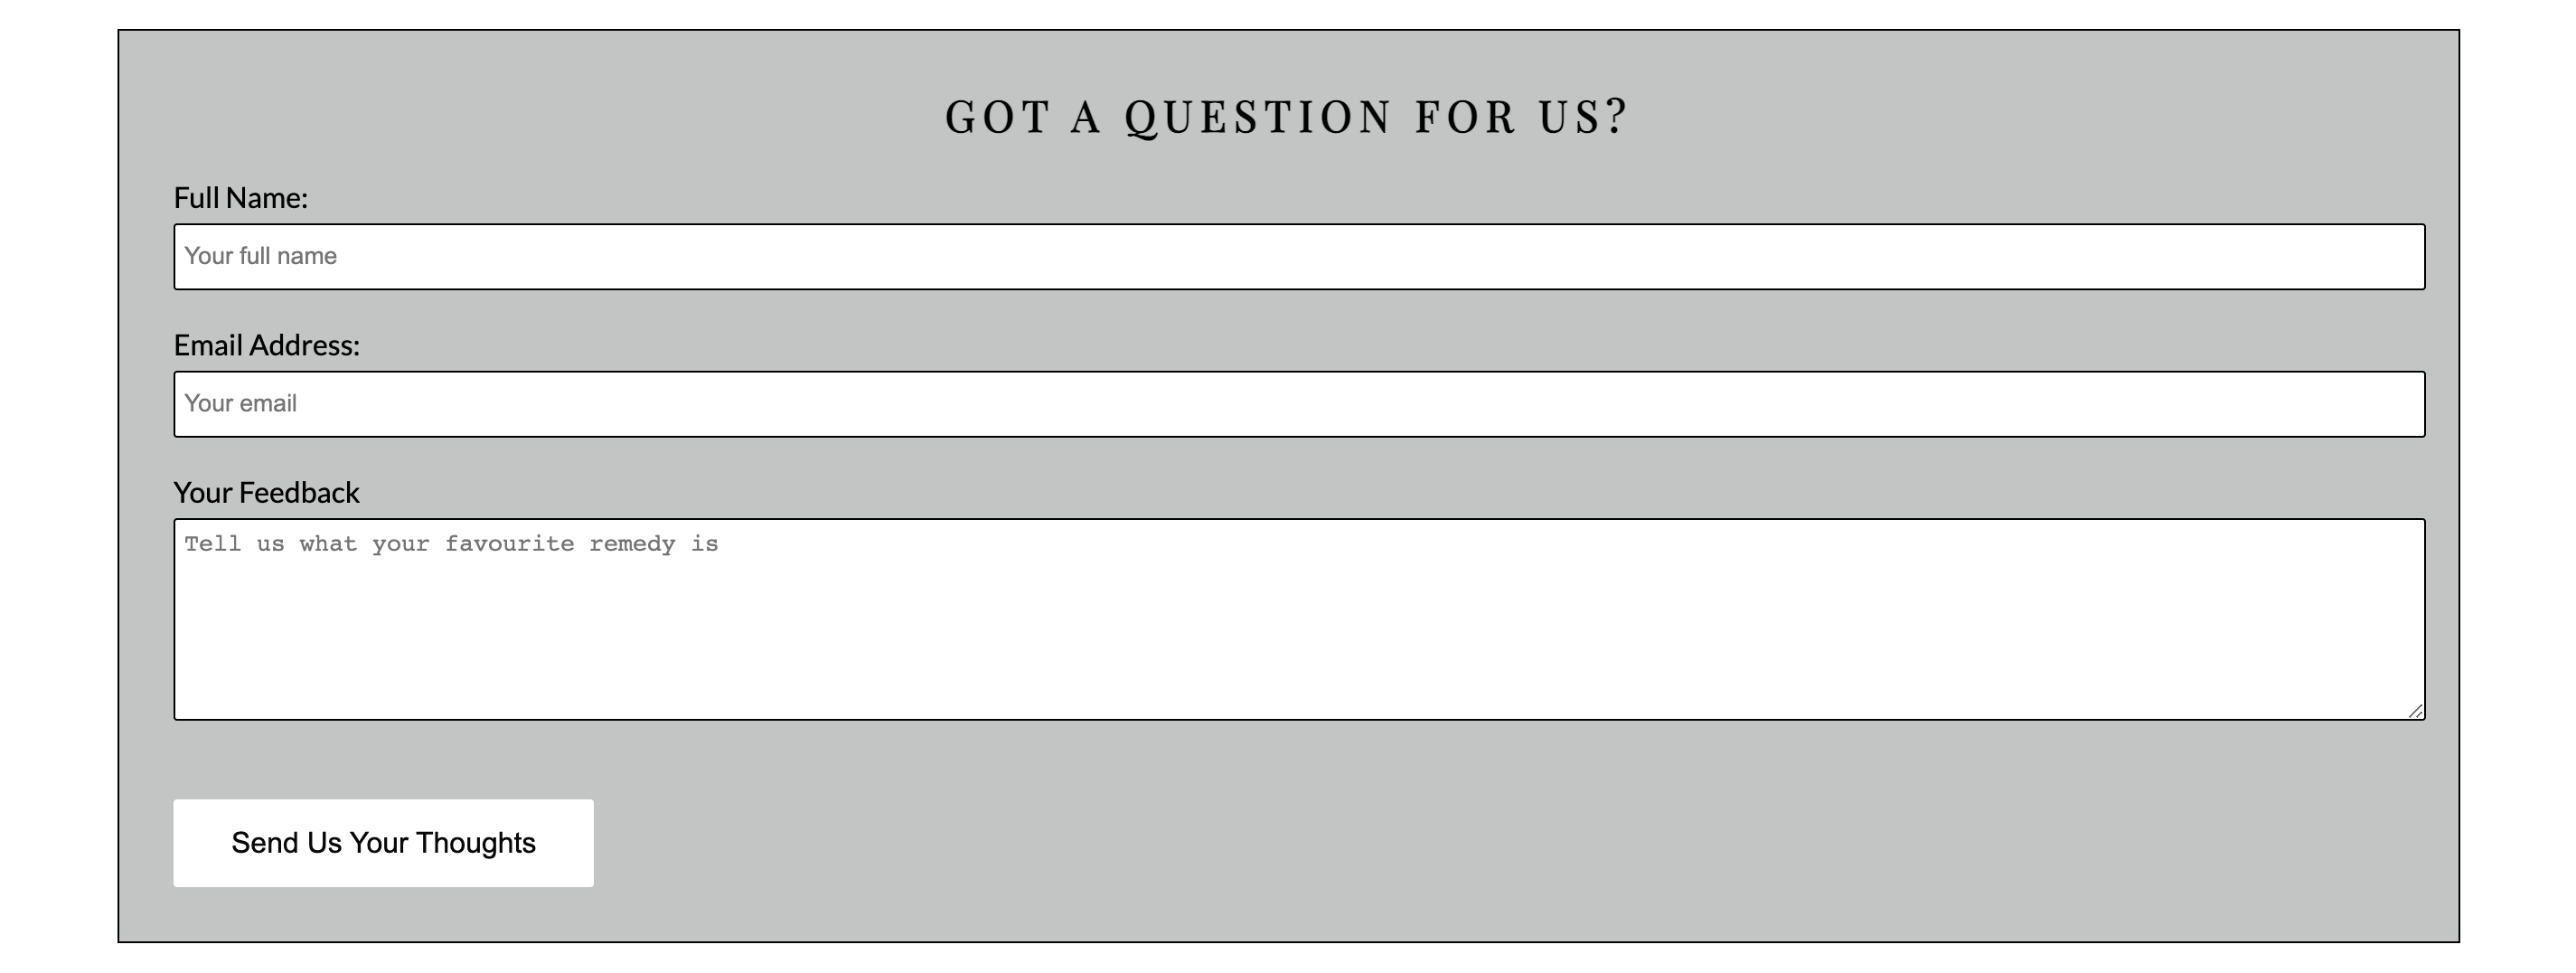 GOT A QUESTION FOR US?
Full Name:
Your full name
Email Address:
Your email
Your Feedback
Tell us what your favourite remedy is
Send Us Your Thoughts